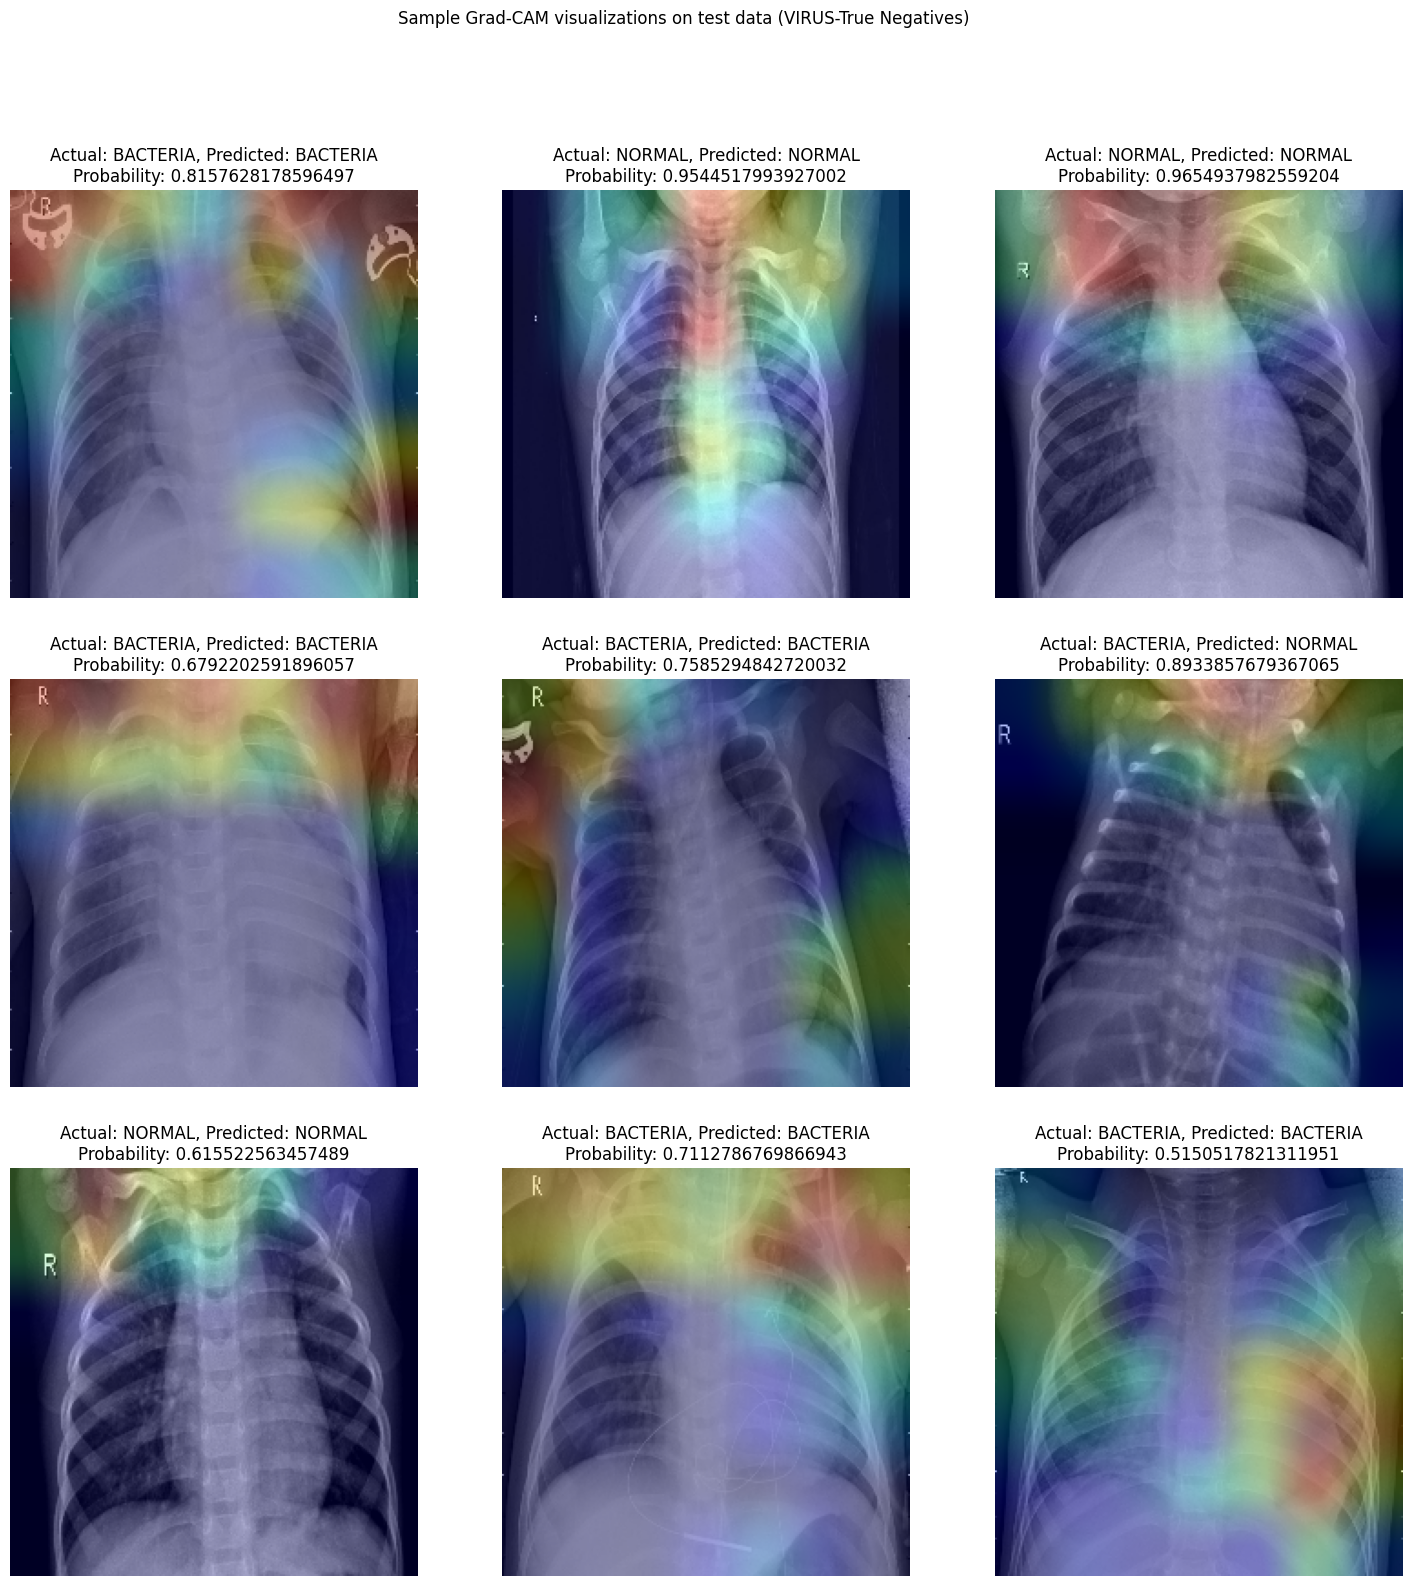 Sample Grad-CAM visualizations on test data (VIRUS-True Negatives)
Actual: BACTERIA, Predicted: BACTERIA
Probability: 0.8157628178596497
R
Actual: NORMAL, Predicted: NORMAL
Probability: 0.9544517993927002
Actual: NORMAL, Predicted: NORMAL
Probability: 0.9654937982559204
R
Actual: BACTERIA, Predicted: BACTERIA
Probability: 0.6792202591896057
R
Actual: BACTERIA, Predicted: BACTERIA
Probability: 0.7585294842720032
R
Actual: BACTERIA, Predicted: NORMAL
Probability: 0.8933857679367065
R
Actual: NORMAL, Predicted: NORMAL
Probability: 0.615522563457489
R
Actual: BACTERIA, Predicted: BACTERIA
Probability: 0.7112786769866943
R
Actual: BACTERIA, Predicted: BACTERIA
Probability: 0.5150517821311951
R